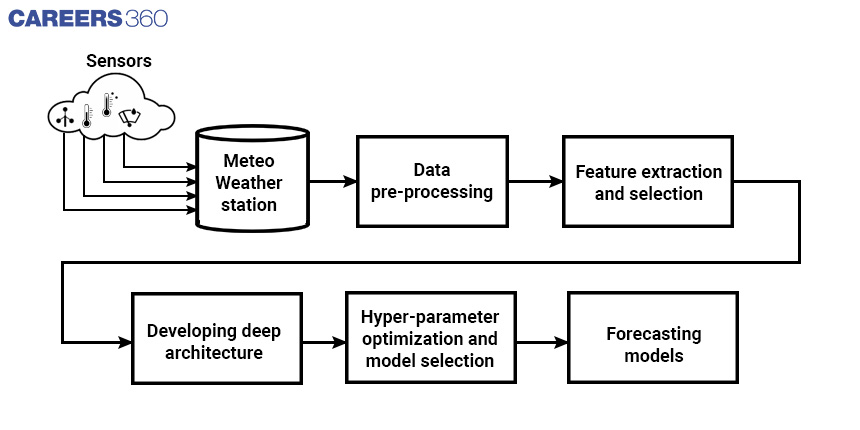 CAREERS360
Sensors
Meteo
Weather
station
Data
pre-processing
Feature extraction
and selection
Developing deep
architecture
Hyper-parameter
optimization and
model selection
Forecasting
models